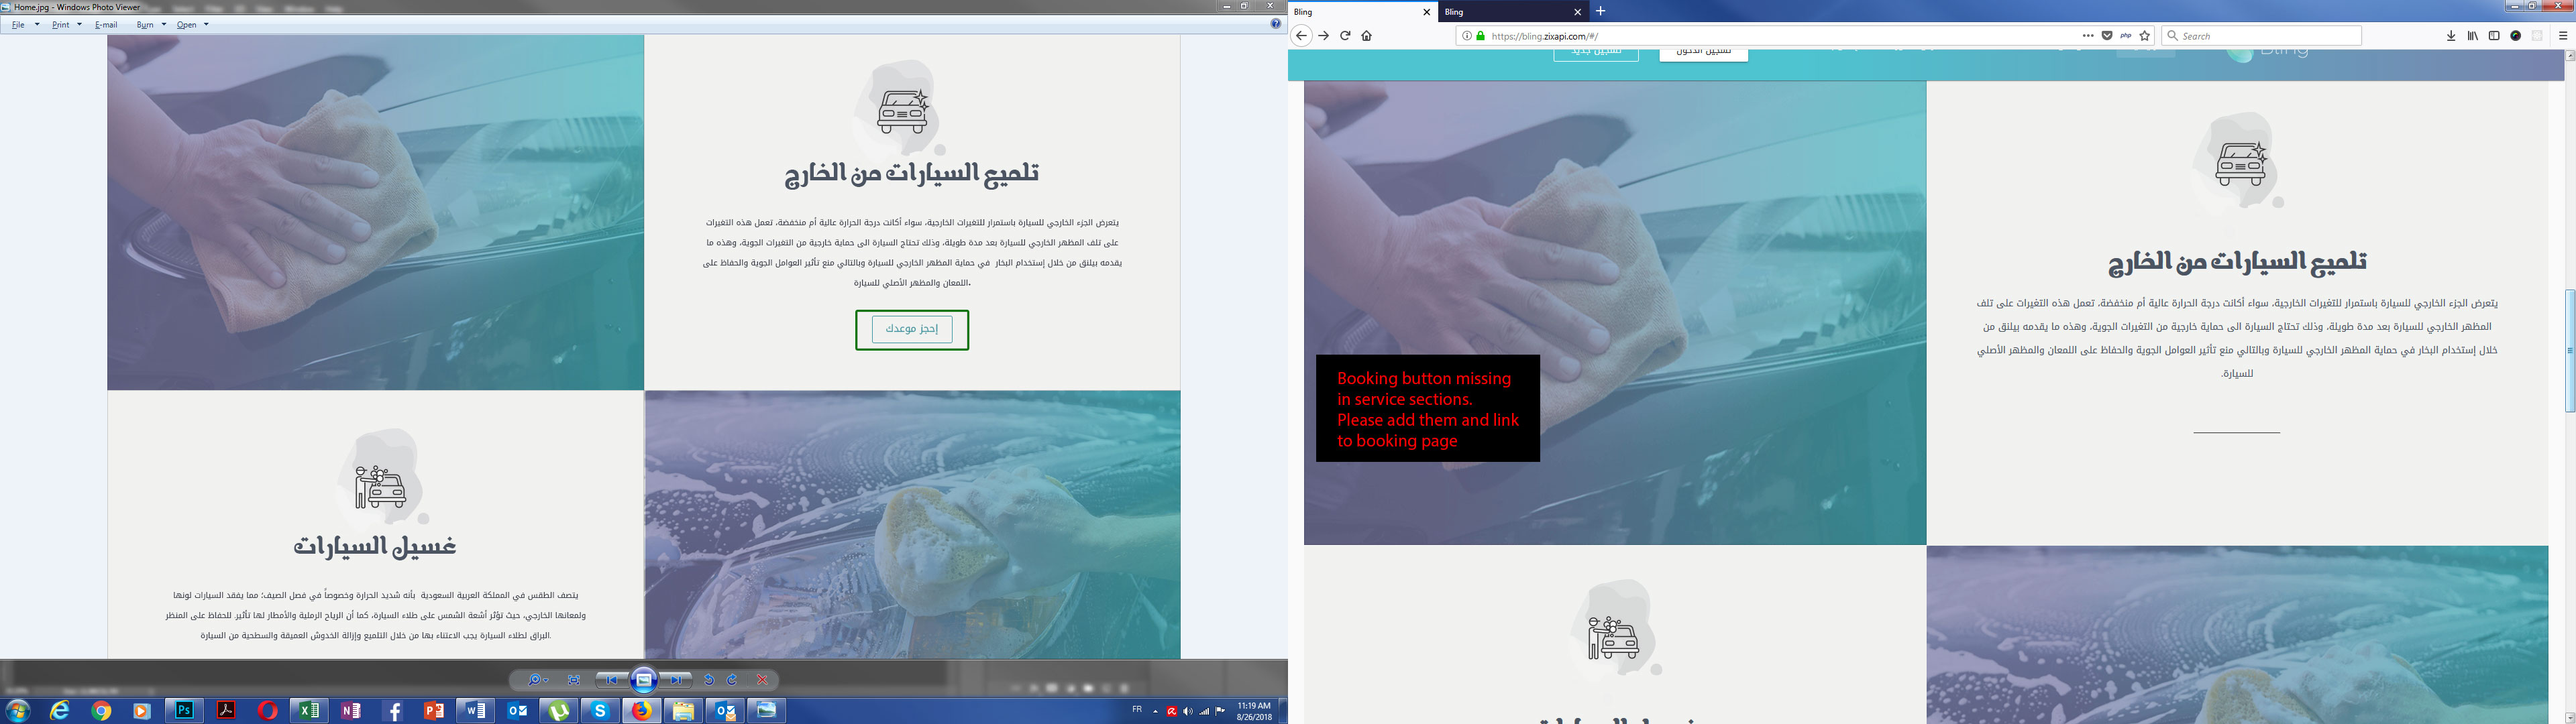 Home.jpg - Windows Photo Viewer
File
Print
E-mail
Burn
Open
تلميع السيارات من الخارج
يتعرض الجزء الخارجي للسيارة باستمرار للتغيرات الخارجية، سواء أكانت درجة الحرارة عالية أم منخفضة، تعمل هذه التغيرات
على تلف المظهر الخارجي للسيارة بعد مدة طويلة، وذلك تحتاج السيارة الى حماية خارجية من التغيرات الجوية، وهذه ما
يقدمه بيلنق من خلال إستخدام البخار في حماية المظهر الخارجي للسيارة وبالتالي منع تأثير العوامل الجوية والحفاظ على
.اللمعان والمظهر الأصلي للسيارة
إحجز موعدك
غسيل السيارات
يتصف الطقس في المملكة العربية السعودية بأنه شديد الحرارة وخصوصاً في فصل الصيف؛ مما يفقد السيارات لونها
ولمعانها الخارجي، حيث تؤثر أشعة الشمس على طلاء السيارة، كما أن الرياح الرملية والأمطار لها تأثير. للحفاظ على المنظر
.البراق لطلاء السيارة يجب الاعتناء بها من خلال التلميع وإزالة الخدوش العميقة والسطحية من السيارة
FR
11:19 AM
8/26/2018
Bling
Bling
https://bling.zixapi.com/#/
php
Search
تسجيل جديد
تسجيل الدخول
Bling
تلميع السيارات من الخارج
يتعرض الجزء الخارجي للسيارة باستمرار للتغيرات الخارجية، سواء أكانت درجة الحرارة عالية أم منخفضة، تعمل هذه التغيرات على تلف
المظهر الخارجي للسيارة بعد مدة طويلة، وذلك تحتاج السيارة الى حماية خارجية من التغيرات الجوية، وهذه ما يقدمه بيلنق من
خلال إستخدام البخار في حماية المظهر الخارجي للسيارة وبالتالي منع تأثير العوامل الجوية والحفاظ على اللمعان والمظهر الأصلي
للسيارة.
Booking button missing
in service sections.
Please add them and link
to booking page